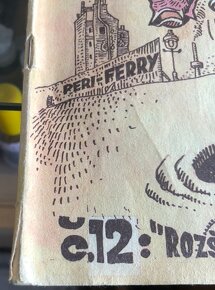 PERI - FERRY
č.12: "ROZŠ